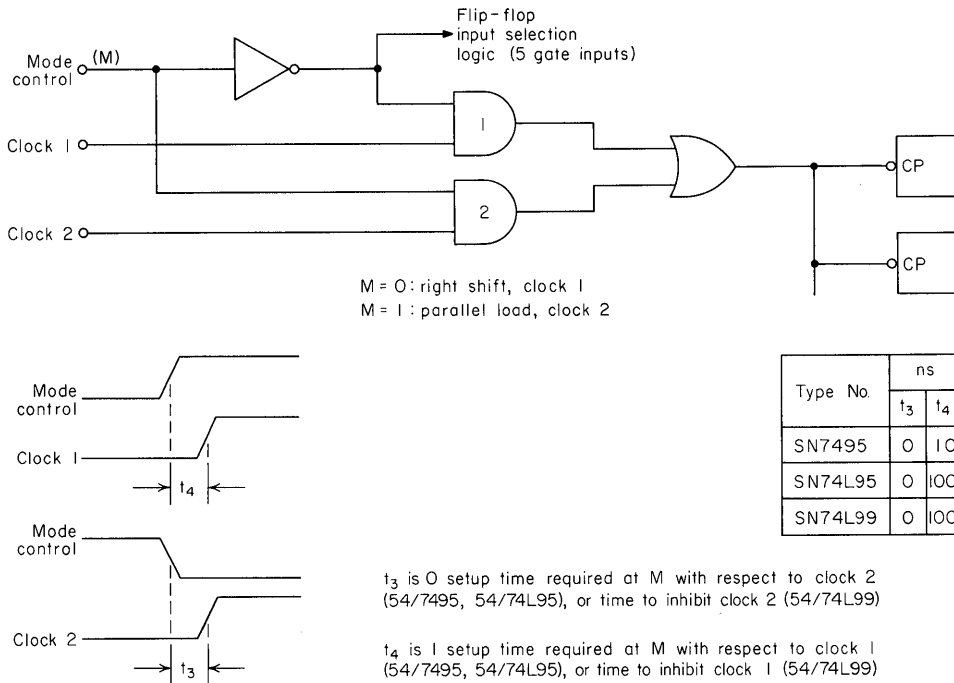 Flip-flop
input selection
logic (5 gate inputs)
Mode
control
(M)
1
CP
Clock 1
2
Clock 2
CP
M = 0: right shift, clock 1
M = 1: parallel load, clock 2
Mode
control
Clock 1
t4
Mode
control
Clock 2
t3
Type No. ns
t3 t4
SN7495 0 10
SN74L95 0 100
SN74L99 0 100
t3 is 0 setup time required at M with respect to clock 2
(54/7495, 54/74L95), or time to inhibit clock 2 (54/74L99)
t4 is 1 setup time required at M with respect to clock 1
(54/7495, 54/74L95), or time to inhibit clock 1 (54/74L99)